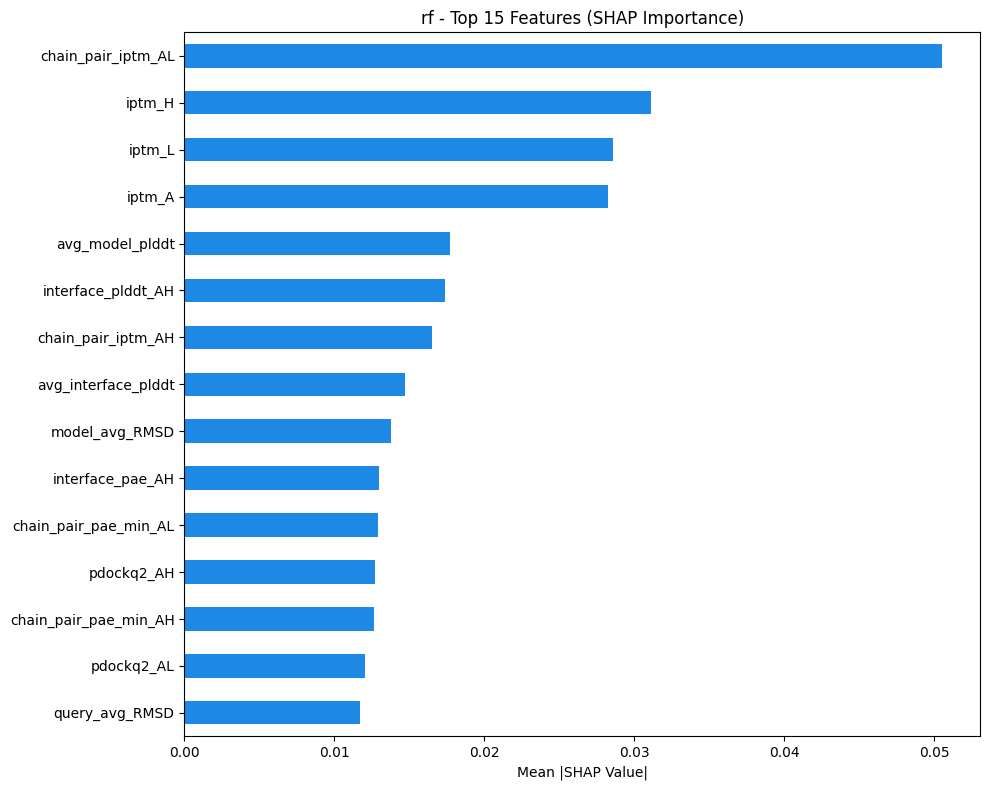 rf - Top 15 Features (SHAP Importance)
chain_pair_iptm_AL
iptm_H
iptm_L
iptm_A
avg_model_plddt
interface_plddt_AH
chain_pair_iptm_AH
avg_interface_plddt
model_avg_RMSD
interface_pae_AH
chain_pair_pae_min_AL
pdockq2_AH
chain_pair_pae_min_AH
pdockq2_AL
query_avg_RMSD
0.00 0.01 0.02 0.03 0.04 0.05
Mean |SHAP Value|